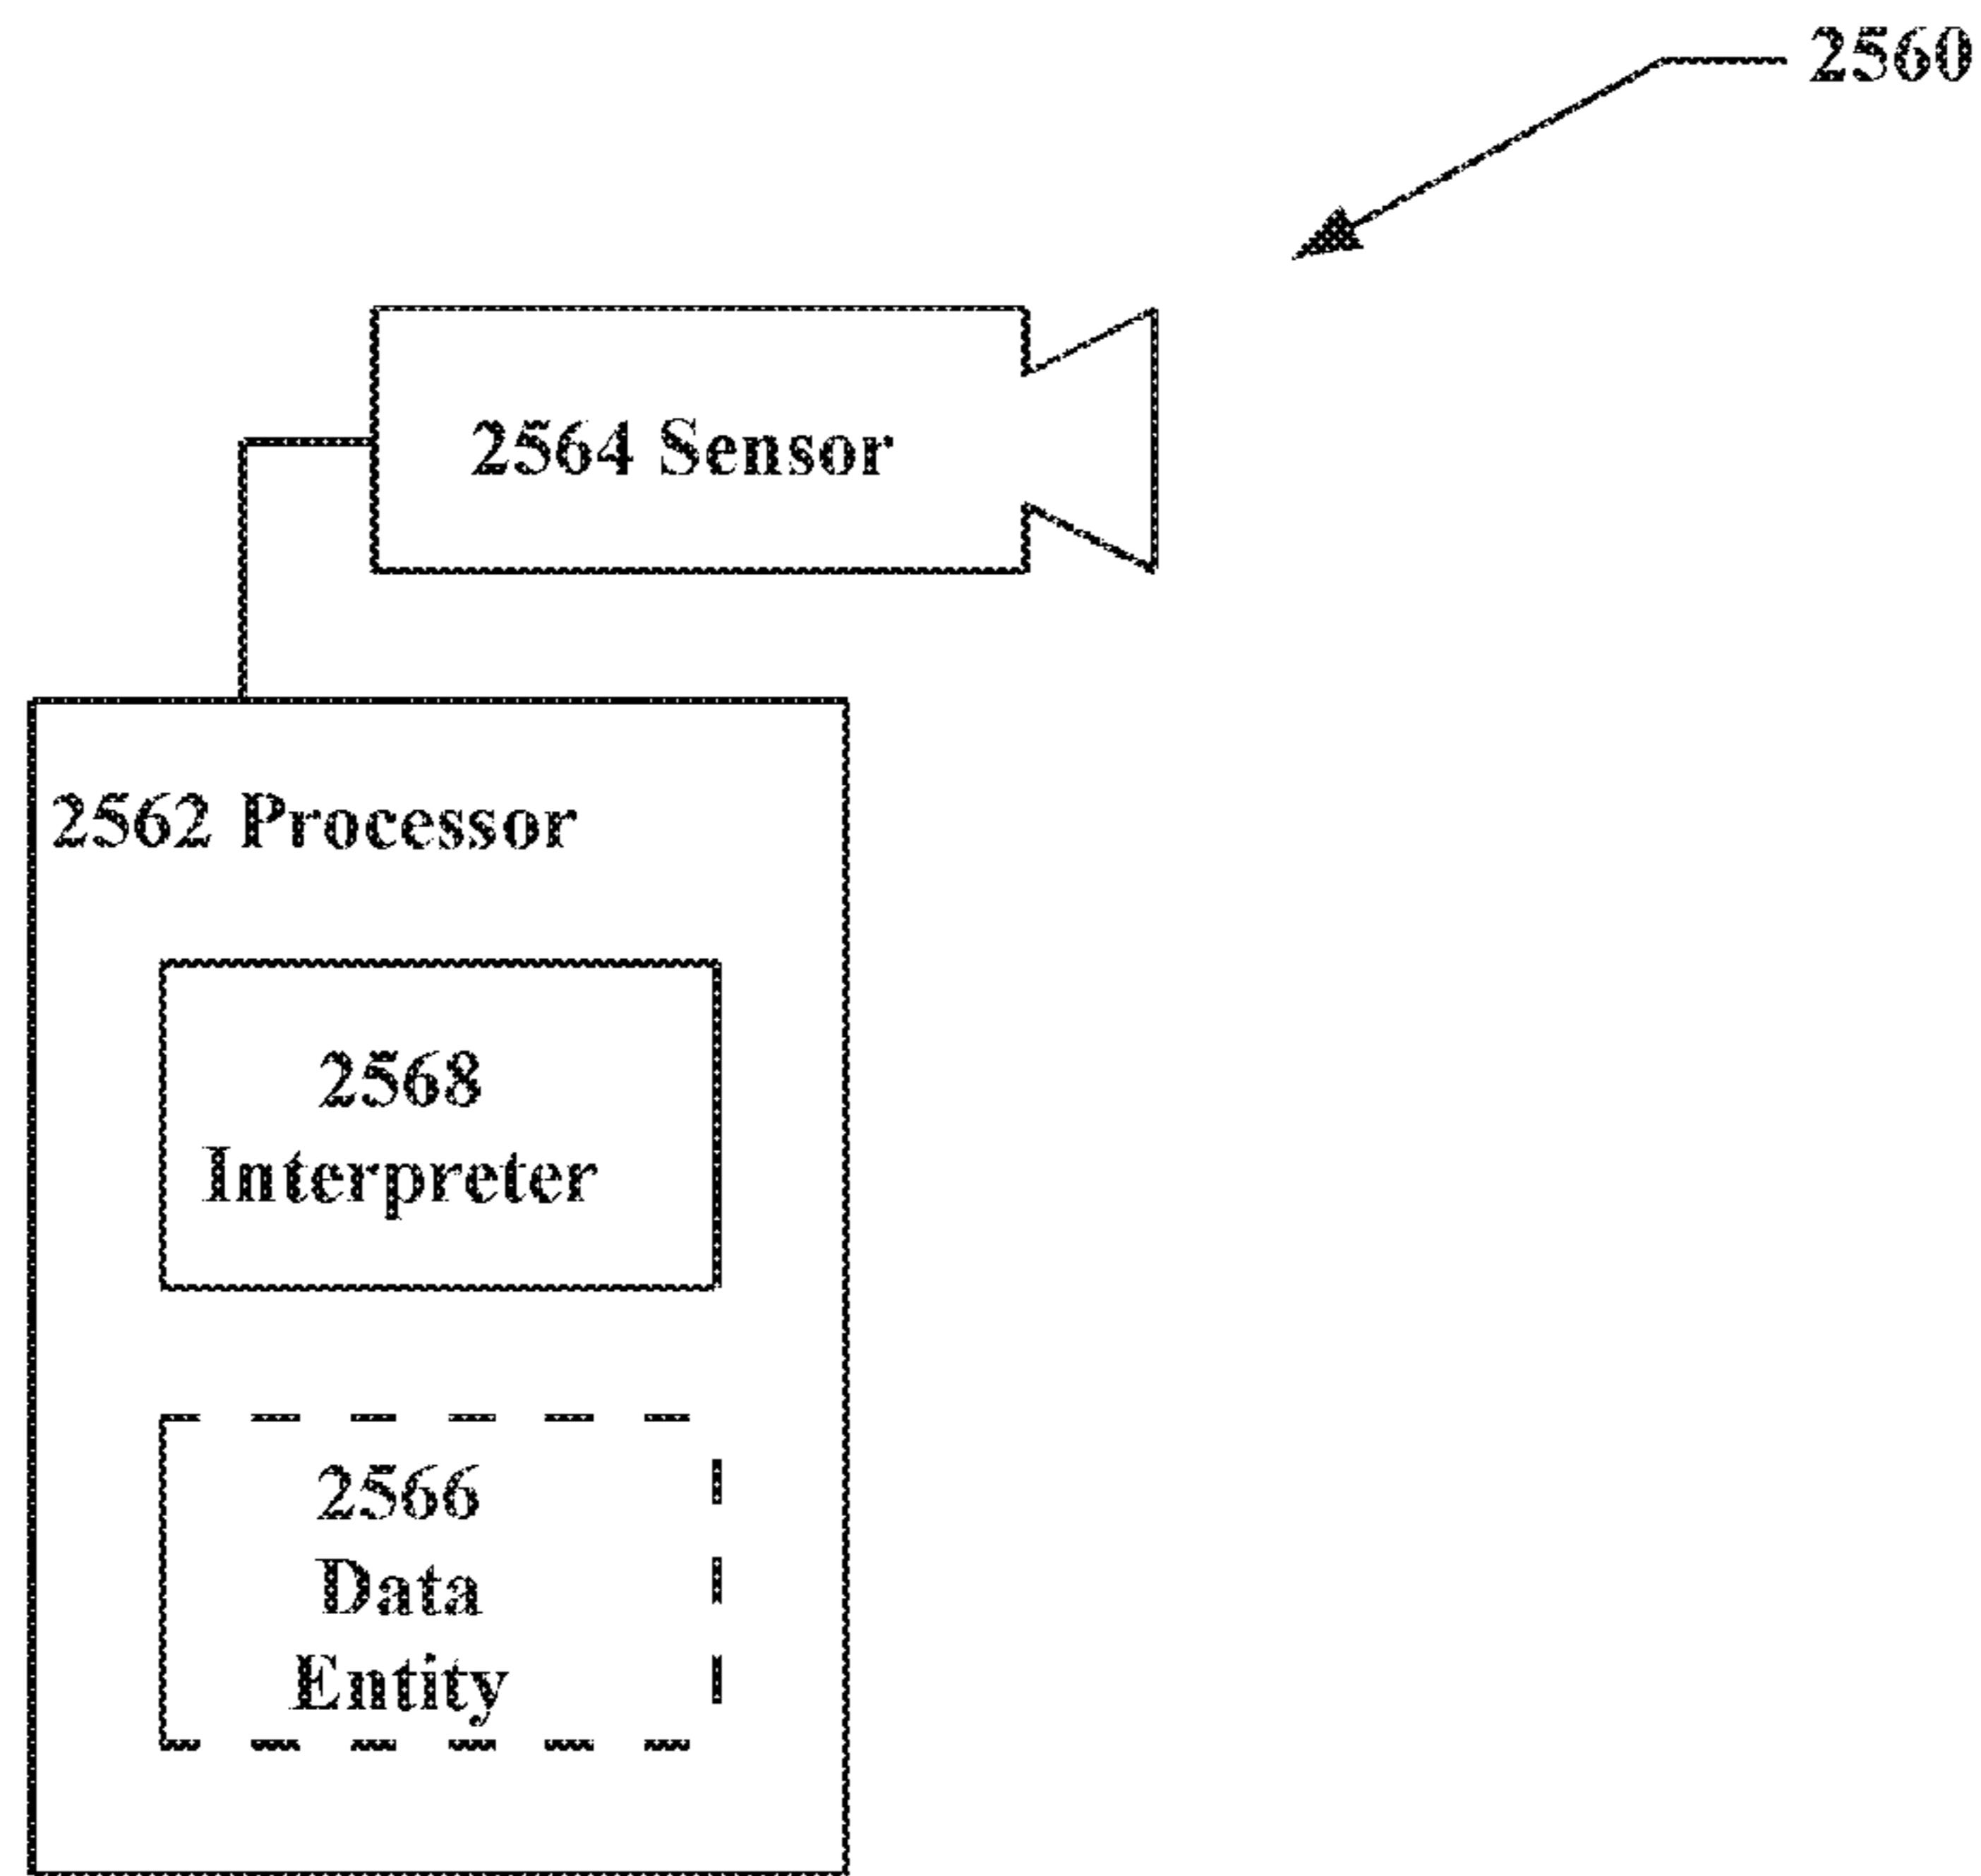 2560
2564 Sensor
2562 Processor
2568
Interpreter
2566
Data
Entity